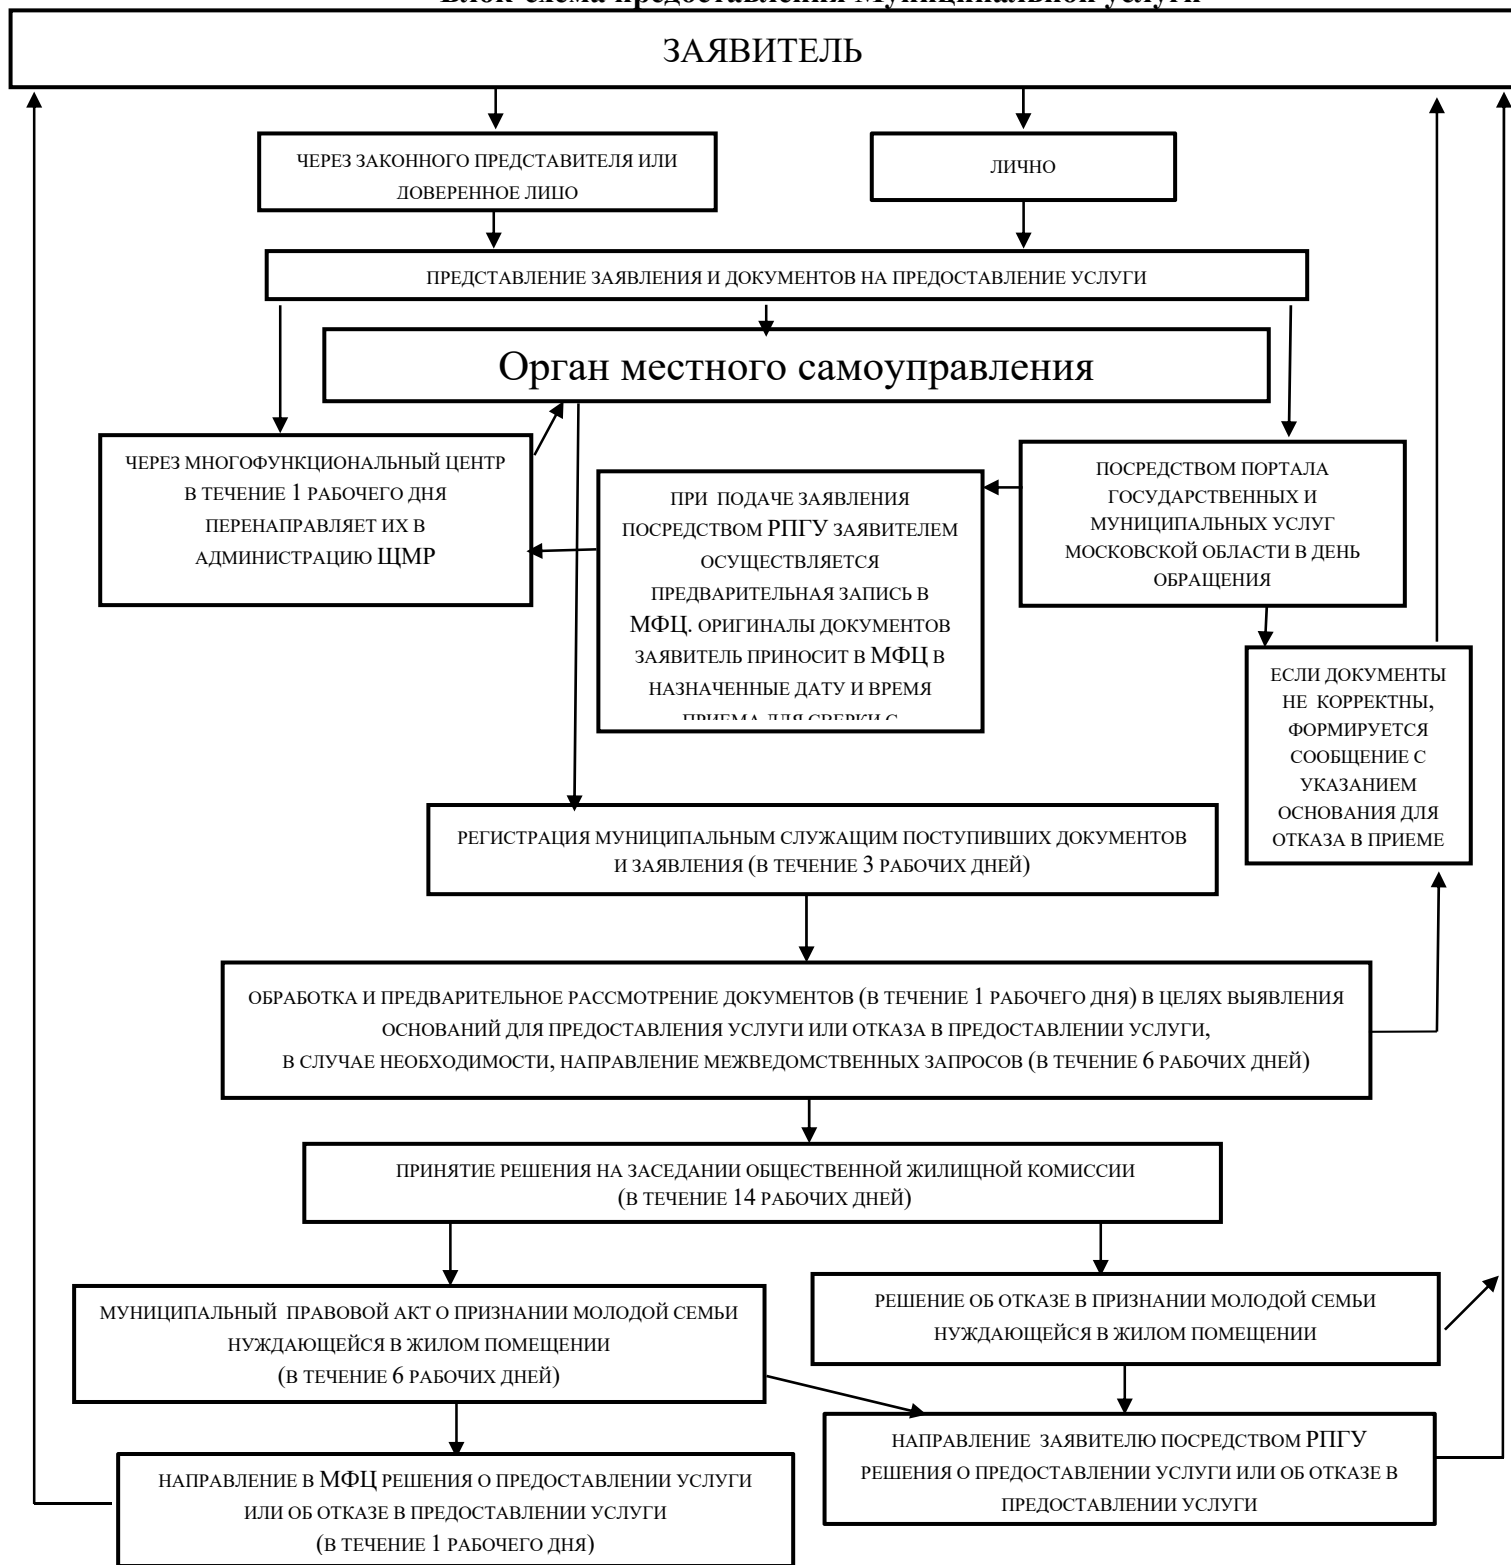 Блок-схема предоставления Муниципальной услуги
ЗАЯВИТЕЛЬ
ЧЕРЕЗ ЗАКОННОГО ПРЕДСТАВИТЕЛЯ ИЛИ
ДОВЕРЕННОЕ ЛИЦО
ЛИЧНО
ПРЕДСТАВЛЕНИЕ ЗАЯВЛЕНИЯ И ДОКУМЕНТОВ НА ПРЕДОСТАВЛЕНИЕ УСЛУГИ
Орган местного самоуправления
ЧЕРЕЗ МНОГОФУНКЦИОНАЛЬНЫЙ ЦЕНТР
В ТЕЧЕНИЕ 1 РАБОЧЕГО ДНЯ
ПЕРЕНАПРАВЛЯЕТ ИХ В
АДМИНИСТРАЦИЮ ЩМР
ПРИ ПОДАЧЕ ЗАЯВЛЕНИЯ
ПОСРЕДСТВОМ РПГУ ЗАЯВИТЕЛЕМ
ОСУЩЕСТВЛЯЕТСЯ
ПРЕДВАРИТЕЛЬНАЯ ЗАПИСЬ В
МФЦ. ОРИГИНАЛЫ ДОКУМЕНТОВ
ЗАЯВИТЕЛЬ ПРИНОСИТ В МФЦ В
НАЗНАЧЕННЫЕ ДАТУ И ВРЕМЯ
ПРИЕМА ДЛЯ СВЕРКИ С
ПОСРЕДСТВОМ ПОРТАЛА
ГОСУДАРСТВЕННЫХ И
МУНИЦИПАЛЬНЫХ УСЛУГ
МОСКОВСКОЙ ОБЛАСТИ В ДЕНЬ
ОБРАЩЕНИЯ
ЕСЛИ ДОКУМЕНТЫ
НЕ КОРРЕКТНЫ,
ФОРМИРУЕТСЯ
СООБЩЕНИЕ С
УКАЗАНИЕМ
ОСНОВАНИЯ ДЛЯ
ОТКАЗА В ПРИЕМЕ
РЕГИСТРАЦИЯ МУНИЦИПАЛЬНЫМ СЛУЖАЩИМ ПОСТУПИВШИХ ДОКУМЕНТОВ
И ЗАЯВЛЕНИЯ (В ТЕЧЕНИЕ 3 РАБОЧИХ ДНЕЙ)
ОБРАБОТКА И ПРЕДВАРИТЕЛЬНОЕ РАССМОТРЕНИЕ ДОКУМЕНТОВ (В ТЕЧЕНИЕ 1 РАБОЧЕГО ДНЯ) В ЦЕЛЯХ ВЫЯВЛЕНИЯ
ОСНОВАНИЙ ДЛЯ ПРЕДОСТАВЛЕНИЯ УСЛУГИ ИЛИ ОТКАЗА В ПРЕДОСТАВЛЕНИИ УСЛУГИ,
В СЛУЧАЕ НЕОБХОДИМОСТИ, НАПРАВЛЕНИЕ МЕЖВЕДОМСТВЕННЫХ ЗАПРОСОВ (В ТЕЧЕНИЕ 6 РАБОЧИХ ДНЕЙ)
ПРИНЯТИЕ РЕШЕНИЯ НА ЗАСЕДАНИИ ОБЩЕСТВЕННОЙ ЖИЛИЩНОЙ КОМИССИИ
(В ТЕЧЕНИЕ 14 РАБОЧИХ ДНЕЙ)
МУНИЦИПАЛЬНЫЙ ПРАВОВОЙ АКТ О ПРИЗНАНИИ МОЛОДОЙ СЕМЬИ
НУЖДАЮЩЕЙСЯ В ЖИЛОМ ПОМЕЩЕНИИ
(В ТЕЧЕНИЕ 6 РАБОЧИХ ДНЕЙ)
РЕШЕНИЕ ОБ ОТКАЗЕ В ПРИЗНАНИИ МОЛОДОЙ СЕМЬИ
НУЖДАЮЩЕЙСЯ В ЖИЛОМ ПОМЕЩЕНИИ
НАПРАВЛЕНИЕ В МФЦ РЕШЕНИЯ О ПРЕДОСТАВЛЕНИИ УСЛУГИ
ИЛИ ОБ ОТКАЗЕ В ПРЕДОСТАВЛЕНИИ УСЛУГИ
(В ТЕЧЕНИЕ 1 РАБОЧЕГО ДНЯ)
НАПРАВЛЕНИЕ ЗАЯВИТЕЛЮ ПОСРЕДСТВОМ РПГУ
РЕШЕНИЯ О ПРЕДОСТАВЛЕНИИ УСЛУГИ ИЛИ ОБ ОТКАЗЕ В
ПРЕДОСТАВЛЕНИИ УСЛУГИ